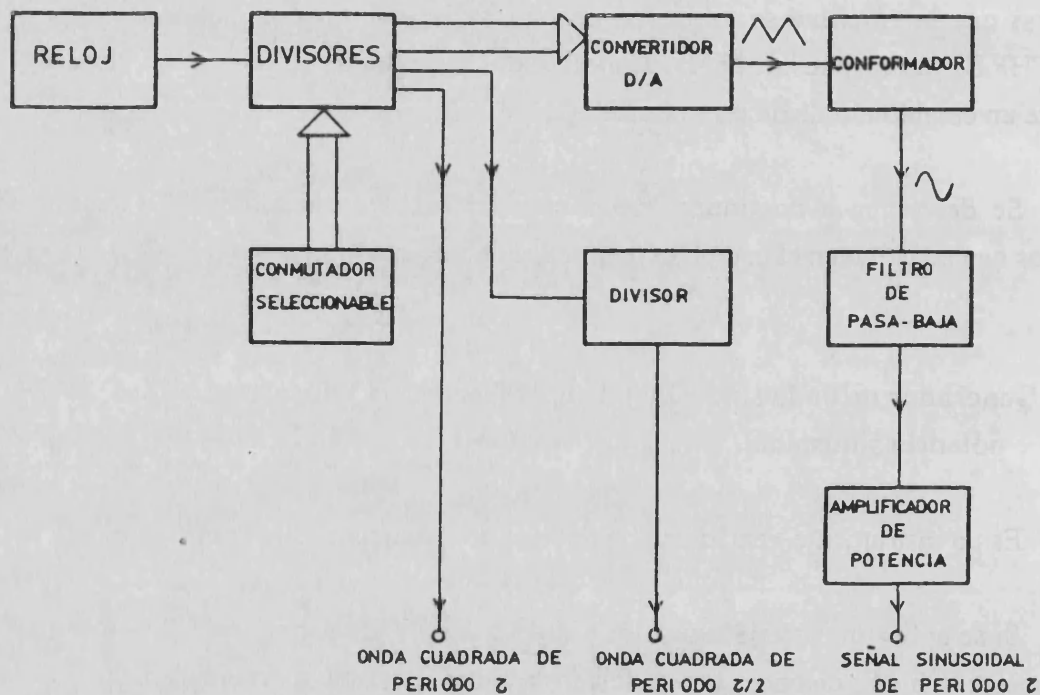 RELOJ
DIVISORES
CONVERTIDOR
D/A
CONFORMADOR
CONMUTADOR
SELECCIONABLE
DIVISOR
FILTRO
DE
PASA-BAJA
AMPLIFICADOR
DE
POTENCIA
ONDA CUADRADA DE
PERIODO τ
ONDA CUADRADA DE
PERIODO τ/2
SEÑAL SINUSOIDAL
DE PERIODO τ